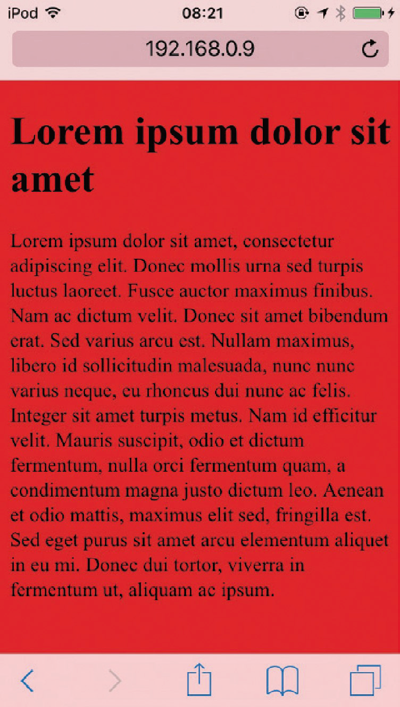 iPod 08:21
192.168.0.9
Lorem ipsum dolor sit
amet
Lorem ipsum dolor sit amet, consectetur
adipiscing elit. Donec mollis urna sed turpis
luctus laoreet. Fusce auctor maximus finibus.
Nam ac dictum velit. Donec sit amet bibendum
erat. Sed varius arcu est. Nullam maximus,
libero id sollicitudin malesuada, nunc nunc
varius neque, eu rhoncus dui nunc ac felis.
Integer sit amet turpis metus. Nam id efficitur
velit. Mauris suscipit, odio et dictum
fermentum, nulla orci fermentum quam, a
condimentum magna justo dictum leo. Aenean
et odio mattis, maximus elit sed, fringilla est.
Sed eget purus sit amet arcu elementum aliquet
in eu mi. Donec dui tortor, viverra in
fermentum ut, aliquam ac ipsum.